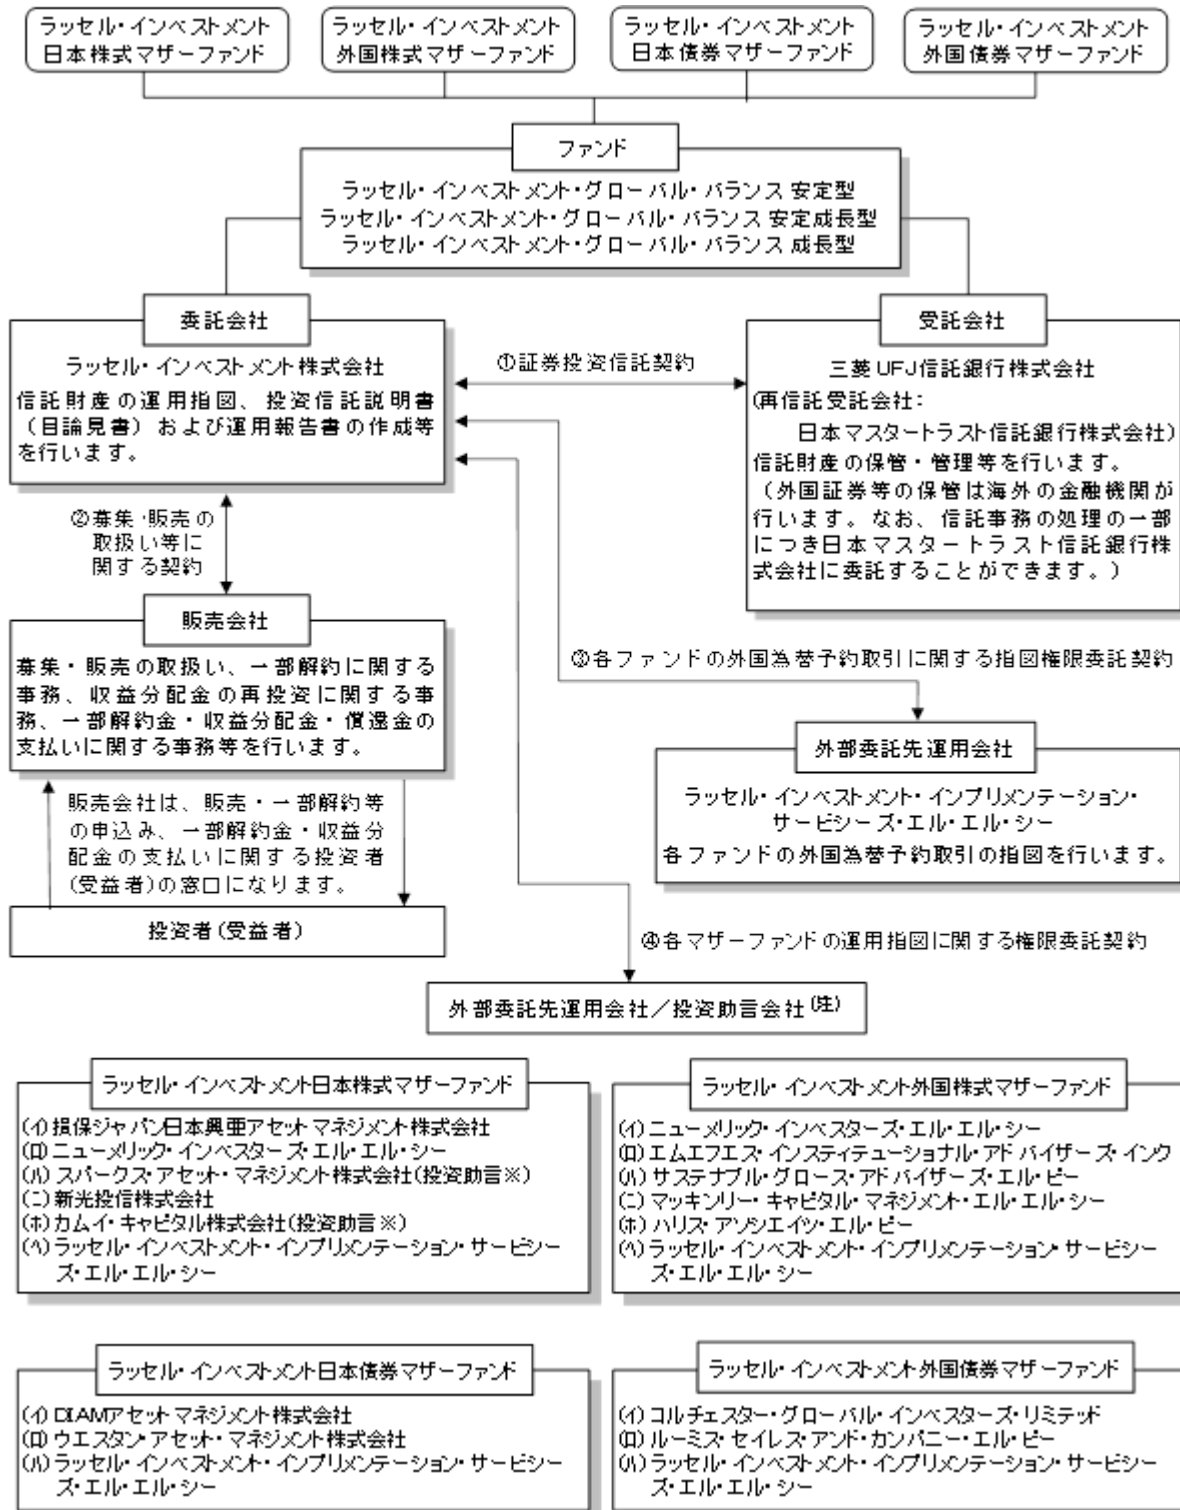 ラッセル・インベストメント
日本株式マザーファンド
ラッセル・インベストメント
外国株式マザーファンド
ラッセル・インベストメント
日本債券マザーファンド
ラッセル・インベストメント
外国債券マザーファンド
ファンド
ラッセル・インベストメント・グローバル・バランス 安定型
ラッセル・インベストメント・グローバル・バランス 安定成長型
ラッセル・インベストメント・グローバル・バランス 成長型
委託会社
ラッセル・インベストメント株式会社
信託財産の運用指図、投資信託説明書
（目論見書）および運用報告書の作成等
を行います。
①証券投資信託契約
受託会社
三菱UFJ信託銀行株式会社
(再信託受託会社：
日本マスタートラスト信託銀行株式会社)
信託財産の保管・管理等を行います。
（外国証券等の保管は海外の金融機関が
行います。なお、信託事務の処理の一部
につき日本マスタートラスト信託銀行株
式会社に委託することができます。）
②募集・販売の
取扱い等に
関する契約
販売会社
募集・販売の取扱い、一部解約に関する
事務、収益分配金の再投資に関する事
務、一部解約金・収益分配金・償還金の
支払いに関する事務等を行います。
③各ファンドの外国為替予約取引に関する指図権限委託契約
外部委託先運用会社
ラッセル・インベストメント・インプリメンテーション・
サービシーズ・エル・エル・シー
各ファンドの外国為替予約取引の指図を行います。
販売会社は、販売・一部解約等
の申込み、一部解約金・収益分
配金の支払いに関する投資者
(受益者)の窓口になります。
投資者(受益者)
④各マザーファンドの運用指図に関する権限委託契約
外部委託先運用会社／投資助言会社(注)
ラッセル・インベストメント日本株式マザーファンド
(イ)損保ジャパン日本興亜アセットマネジメント株式会社
(ロ)ニューメリック・インベスターズ・エル・エル・シー
(ハ)スパークス・アセット・マネジメント株式会社(投資助言※)
(ニ)新光投信株式会社
(ホ)カムイ・キャピタル株式会社(投資助言※)
(ヘ)ラッセル・インベストメント・インプリメンテーション・サービシー
ズ・エル・エル・シー
ラッセル・インベストメント外国株式マザーファンド
(イ)ニューメリック・インベスターズ・エル・エル・シー
(ロ)エムエフエス・インスティテューショナル・アドバイザーズ・インク
(ハ)サステナブル・グロース・アドバイザーズ・エル・ピー
(ニ)マッキンリー・キャピタル・マネジメント・エル・エル・シー
(ホ)ハリス・アソシエイツ・エル・ピー
(ヘ)ラッセル・インベストメント・インプリメンテーション・サービシー
ズ・エル・エル・シー
ラッセル・インベストメント日本債券マザーファンド
(イ)DIAMアセットマネジメント株式会社
(ロ)ウエスタン・アセット・マネジメント株式会社
(ハ)ラッセル・インベストメント・インプリメンテーション・サービシー
ズ・エル・エル・シー
ラッセル・インベストメント外国債券マザーファンド
(イ)コルチェスター・グローバル・インベスターズ・リミテッド
(ロ)ルーミス・セイレス・アンド・カンパニー・エル・ピー
(ハ)ラッセル・インベストメント・インプリメンテーション・サービシー
ズ・エル・エル・シー